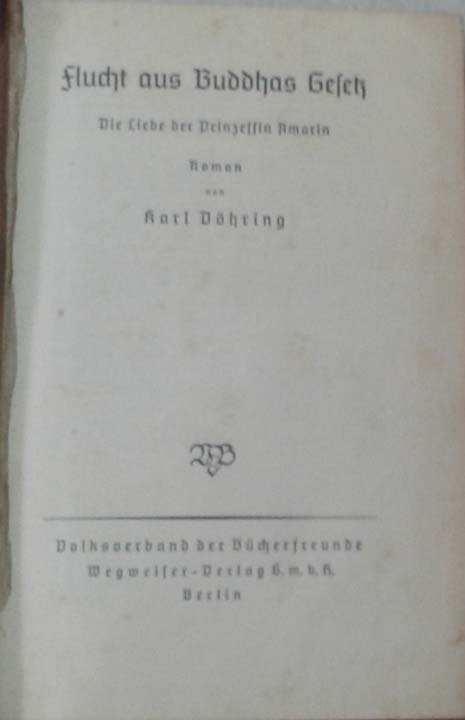 Flucht aus Buddhas Gesetz
Die Liebe der Prinzessin Amarin
Roman
von
Karl Döhring
VB
Volksverband der Bücherfreunde
Wegweiser-Verlag G. m. b. H.
Berlin